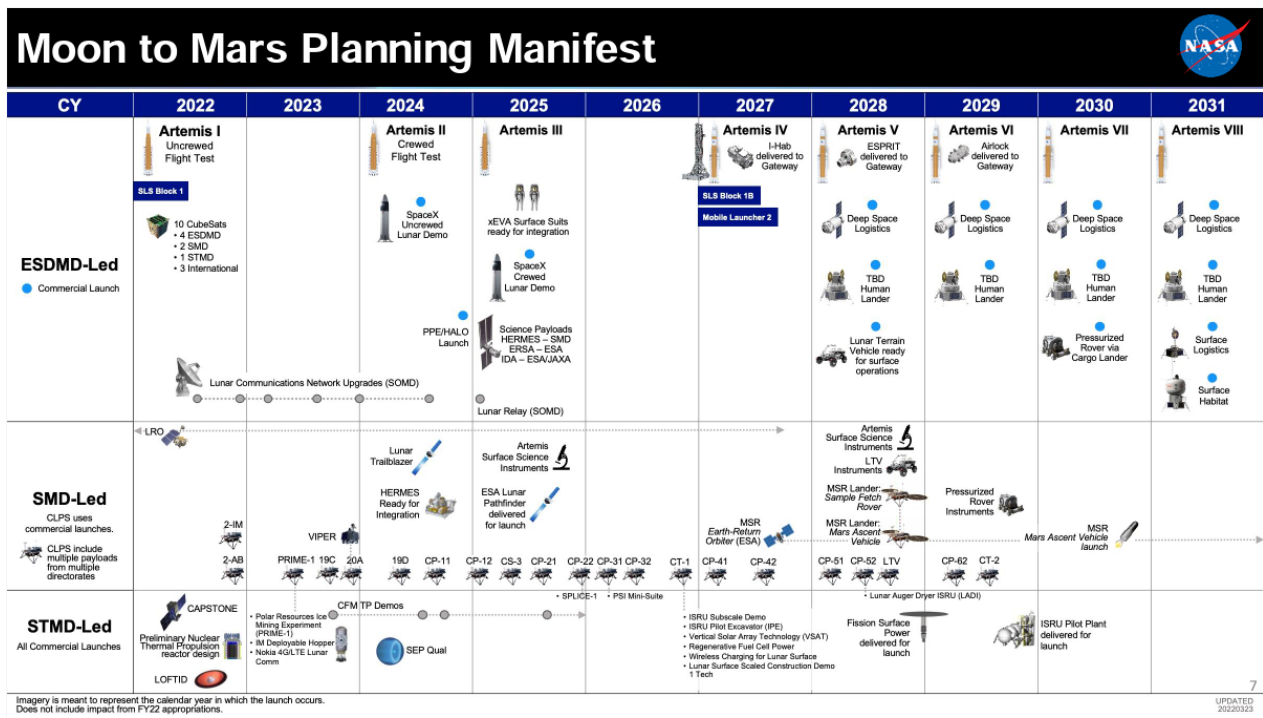 Moon to Mars Planning Manifest
NASA
CY 2022 2023 2024 2025 2026 2027 2028 2029 2030 2031
ESDMD-Led
Commercial Launch
Artemis I
Uncrewed
Flight Test
SLS Block 1
10 CubeSats
• 4 ESDMD
• 2 SMD
• 1 STMD
• 3 International
Artemis II
Crewed
Flight Test
SpaceX
Uncrewed
Lunar Demo
PPE/HALO
Launch
Artemis III
xEVA Surface Suits
ready for integration
SpaceX
Crewed
Lunar Demo
Science Payloads
HERMES – SMD
ERSA – ESA
IDA – ESA/JAXA
Lunar Communications Network Upgrades (SOMD)
Lunar Relay (SOMD)
Artemis IV
I-Hab
delivered to
Gateway
SLS Block 1B
Mobile Launcher 2
Artemis V
ESPRIT
delivered to
Gateway
Deep Space
Logistics
TBD
Human
Lander
Lunar Terrain
Vehicle ready
for surface
operations
Artemis VI
Airlock
delivered to
Gateway
Deep Space
Logistics
TBD
Human
Lander
Artemis VII
Deep Space
Logistics
TBD
Human
Lander
Pressurized
Rover via
Cargo Lander
Artemis VIII
Deep Space
Logistics
TBD
Human
Lander
Surface
Logistics
Surface
Habitat
SMD-Led
CLPS uses
commercial launches.
CLPS include
multiple payloads
from multiple
directorates
LRO
2-IM
2-AB
VIPER
PRIME-1 19C 20A
Lunar
Trailblazer
HERMES
Ready for
Integration
19D CP-11
Artemis
Surface Science
Instruments
ESA Lunar
Pathfinder
delivered
for launch
CP-12 CS-3 CP-21 CP-22 CP-31 CP-32 CT-1 CP-41 CP-42
MSR
Earth-Return
Orbiter (ESA)
Artemis
Surface Science
Instruments
LTV
Instruments
MSR Lander:
Sample Fetch
Rover
MSR Lander:
Mars Ascent
Vehicle
CP-51 CP-52 LTV
Pressurized
Rover
Instruments
CP-62 CT-2
MSR
Mars Ascent Vehicle
launch
STMD-Led
All Commercial Launches
CAPSTONE
Preliminary Nuclear
Thermal Propulsion
reactor design
LOFTID
• Polar Resources Ice
Mining Experiment
(PRIME-1)
• IM Deployable Hopper
• Nokia 4G/LTE Lunar
Comm
CFM TP Demos
SEP Qual
• SPLICE-1
• PSI Mini-Suite
• ISRU Subscale Demo
• ISRU Pilot Excavator (IPE)
• Vertical Solar Array Technology (VSAT)
• Regenerative Fuel Cell Power
• Wireless Charging for Lunar Surface
• Lunar Surface Scaled Construction Demo
1 Tech
• Lunar Auger Dryer ISRU (LADI)
Fission Surface
Power
delivered for
launch
ISRU Pilot Plant
delivered for
launch
7
Imagery is meant to represent the calendar year in which the launch occurs.
Does not include impact from FY22 appropriations.
UPDATED
20220323